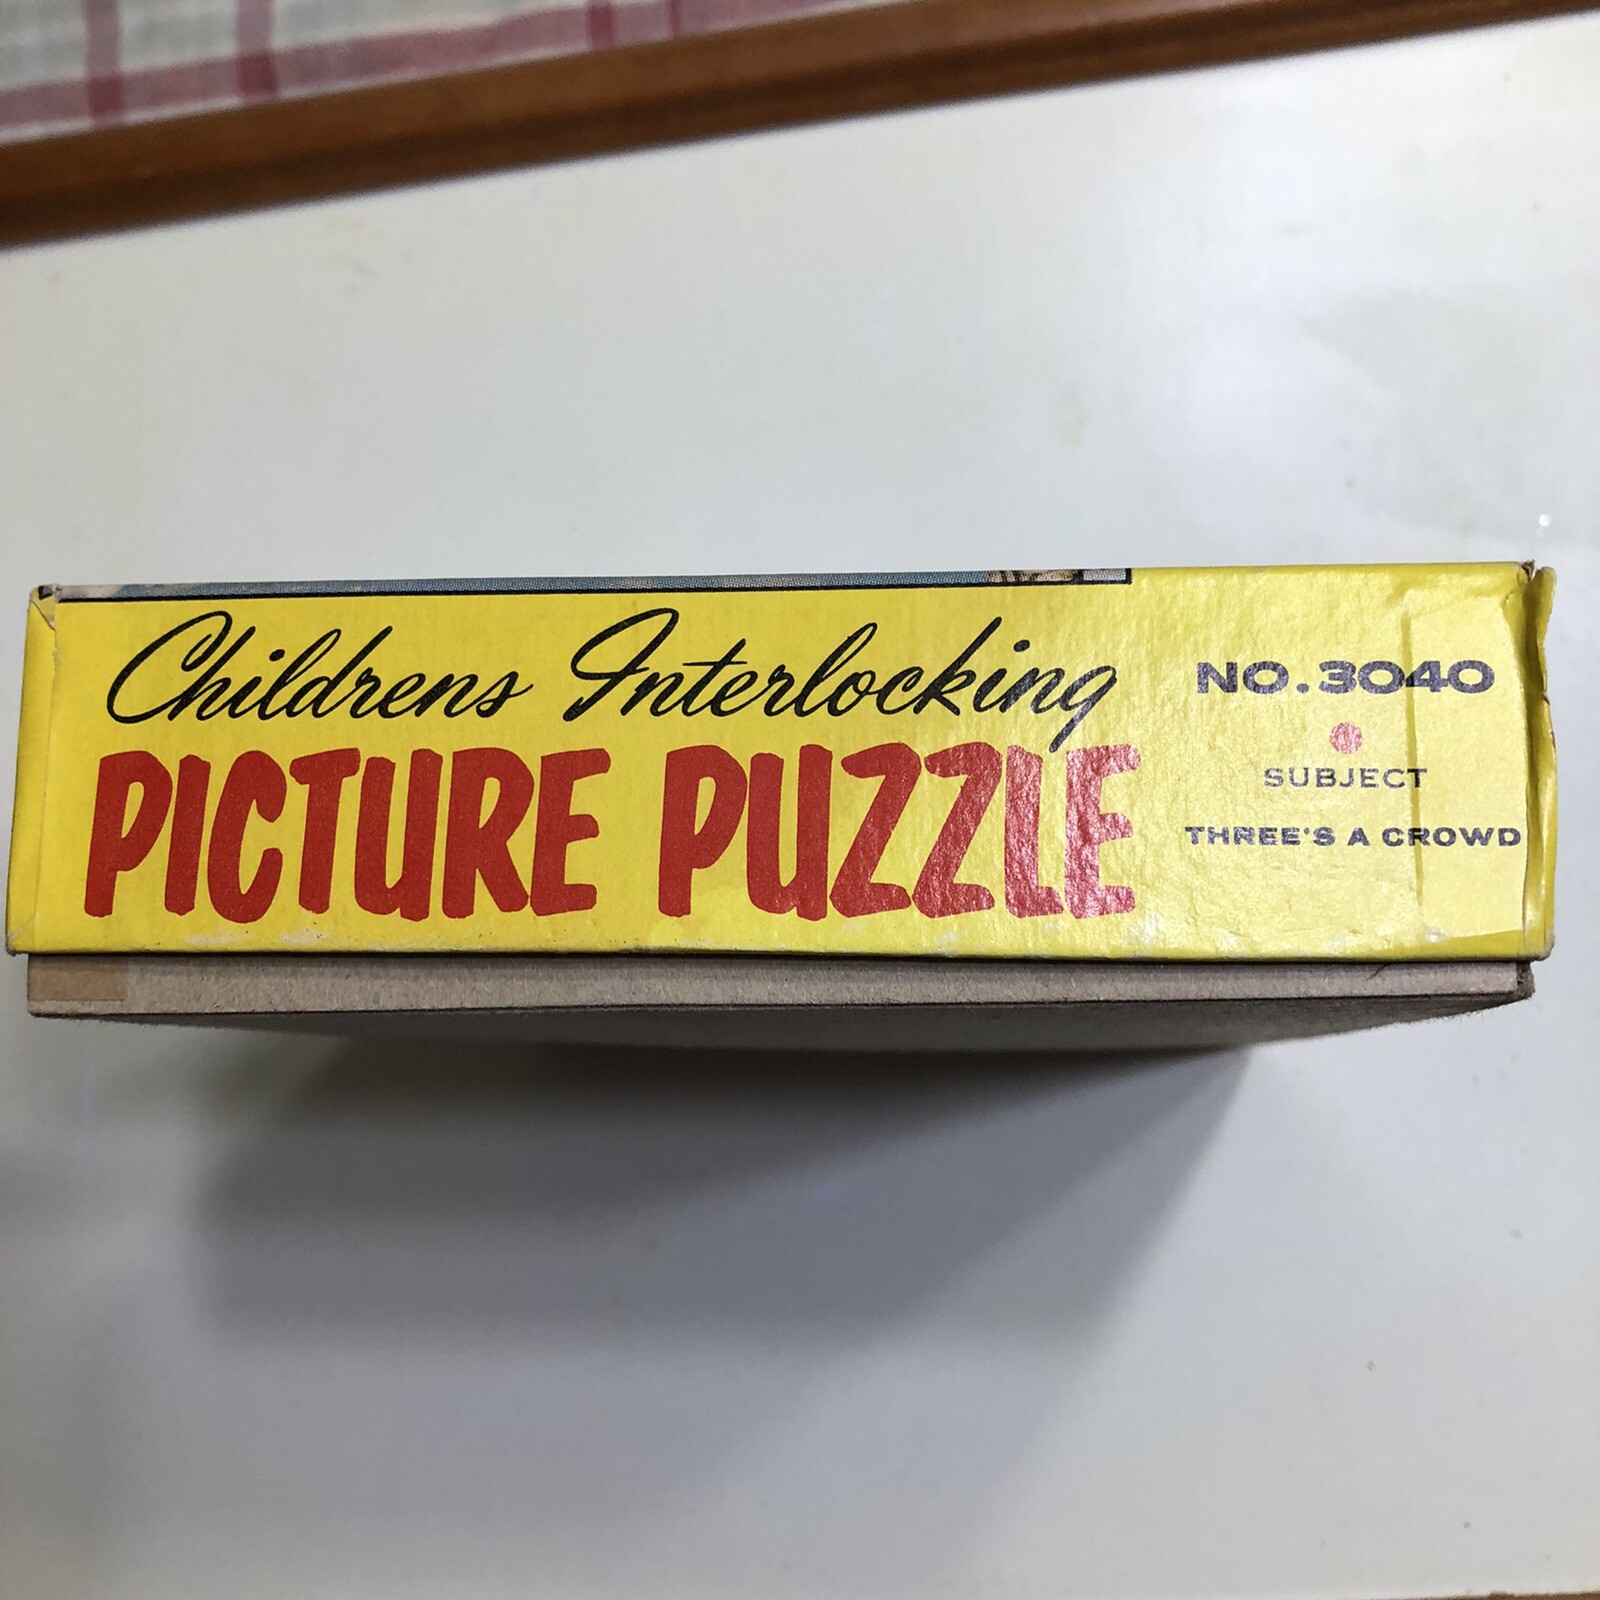 Childrens Interlocking
PICTURE PUZZLE
NO. 3040
SUBJECT
THREE'S A CROWD